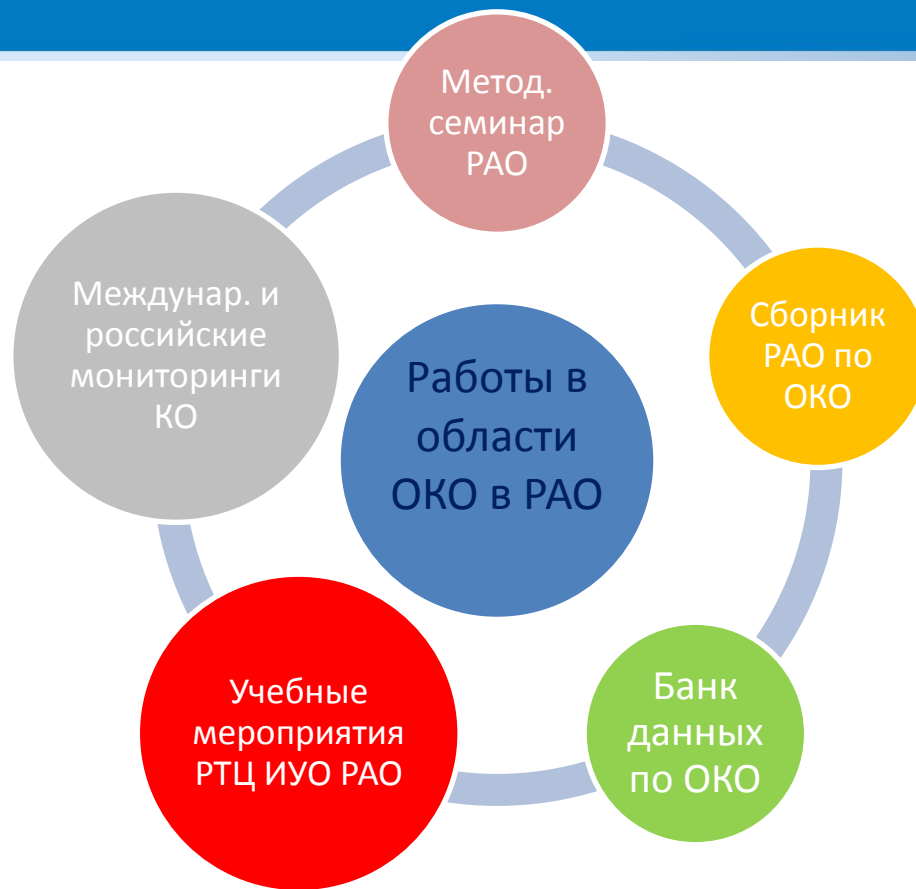 Метод.
семинар
РАО
Сборник
РАО по
ОКО
Банк
данных
по ОКО
Учебные
мероприятия
РТЦ ИУО РАО
Междунар. и
российские
мониторинги
КО
Работы в
области
ОКО в РАО